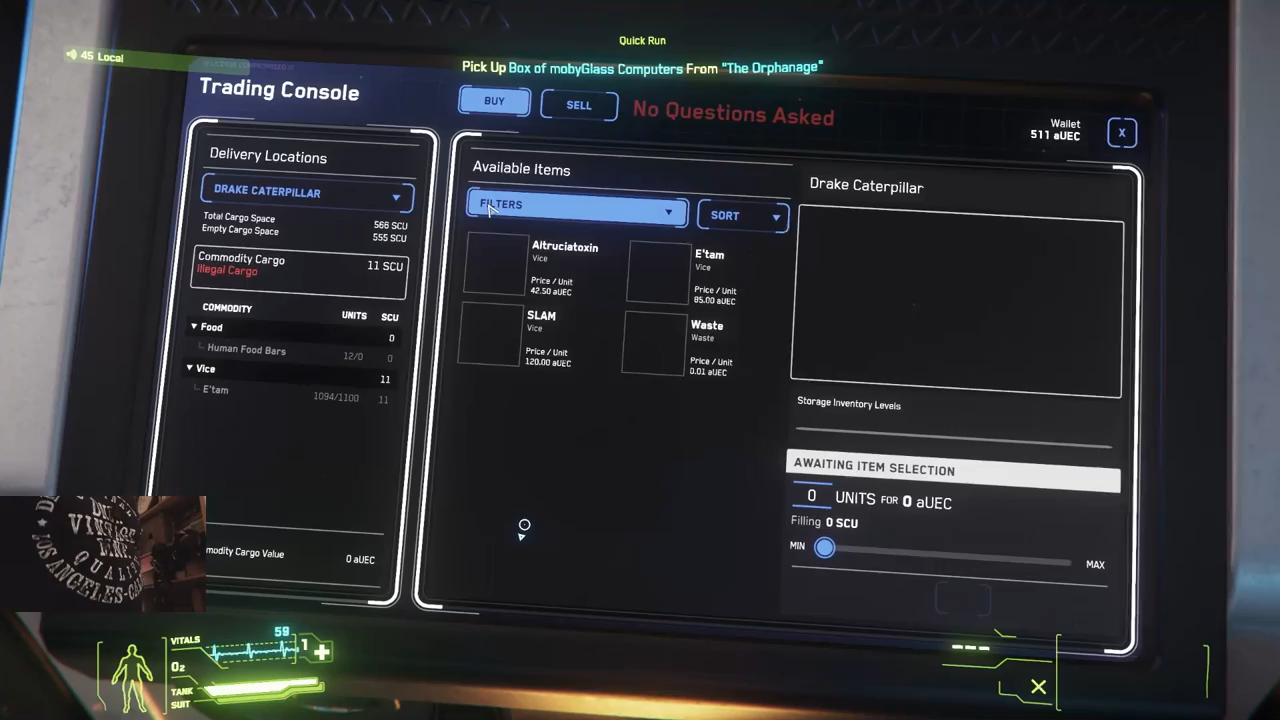 Quick Run
45 Local
Pick Up Box of mobyGlass Computers From "The Orphanage"
Trading Console
BUY
SELL
No Questions Asked
Wallet
511 aUEC
X
Delivery Locations
DRAKE CATERPILLAR
Total Cargo Space 566 SCU
Empty Cargo Space 555 SCU
Commodity Cargo 11 SCU
Illegal Cargo
COMMODITY UNITS SCU
Food 0
Human Food Bars 12/0 0
Vice 11
E'tam 1094/1100 11
modity Cargo Value 0 aUEC
Available Items
FILTERS
SORT
Altruciatoxin
Vice
Price / Unit
42.50 aUEC
E'tam
Vice
Price / Unit
85.00 aUEC
SLAM
Vice
Price / Unit
120.00 aUEC
Waste
Waste
Price / Unit
0.01 aUEC
Drake Caterpillar
Storage Inventory Levels
AWAITING ITEM SELECTION
0 UNITS FOR 0 aUEC
Filling 0 SCU
MIN
MAX
VINTAGE
QUALI
LOS ANGELES-CA
VITALS
59
1
O2
TANK
SUIT